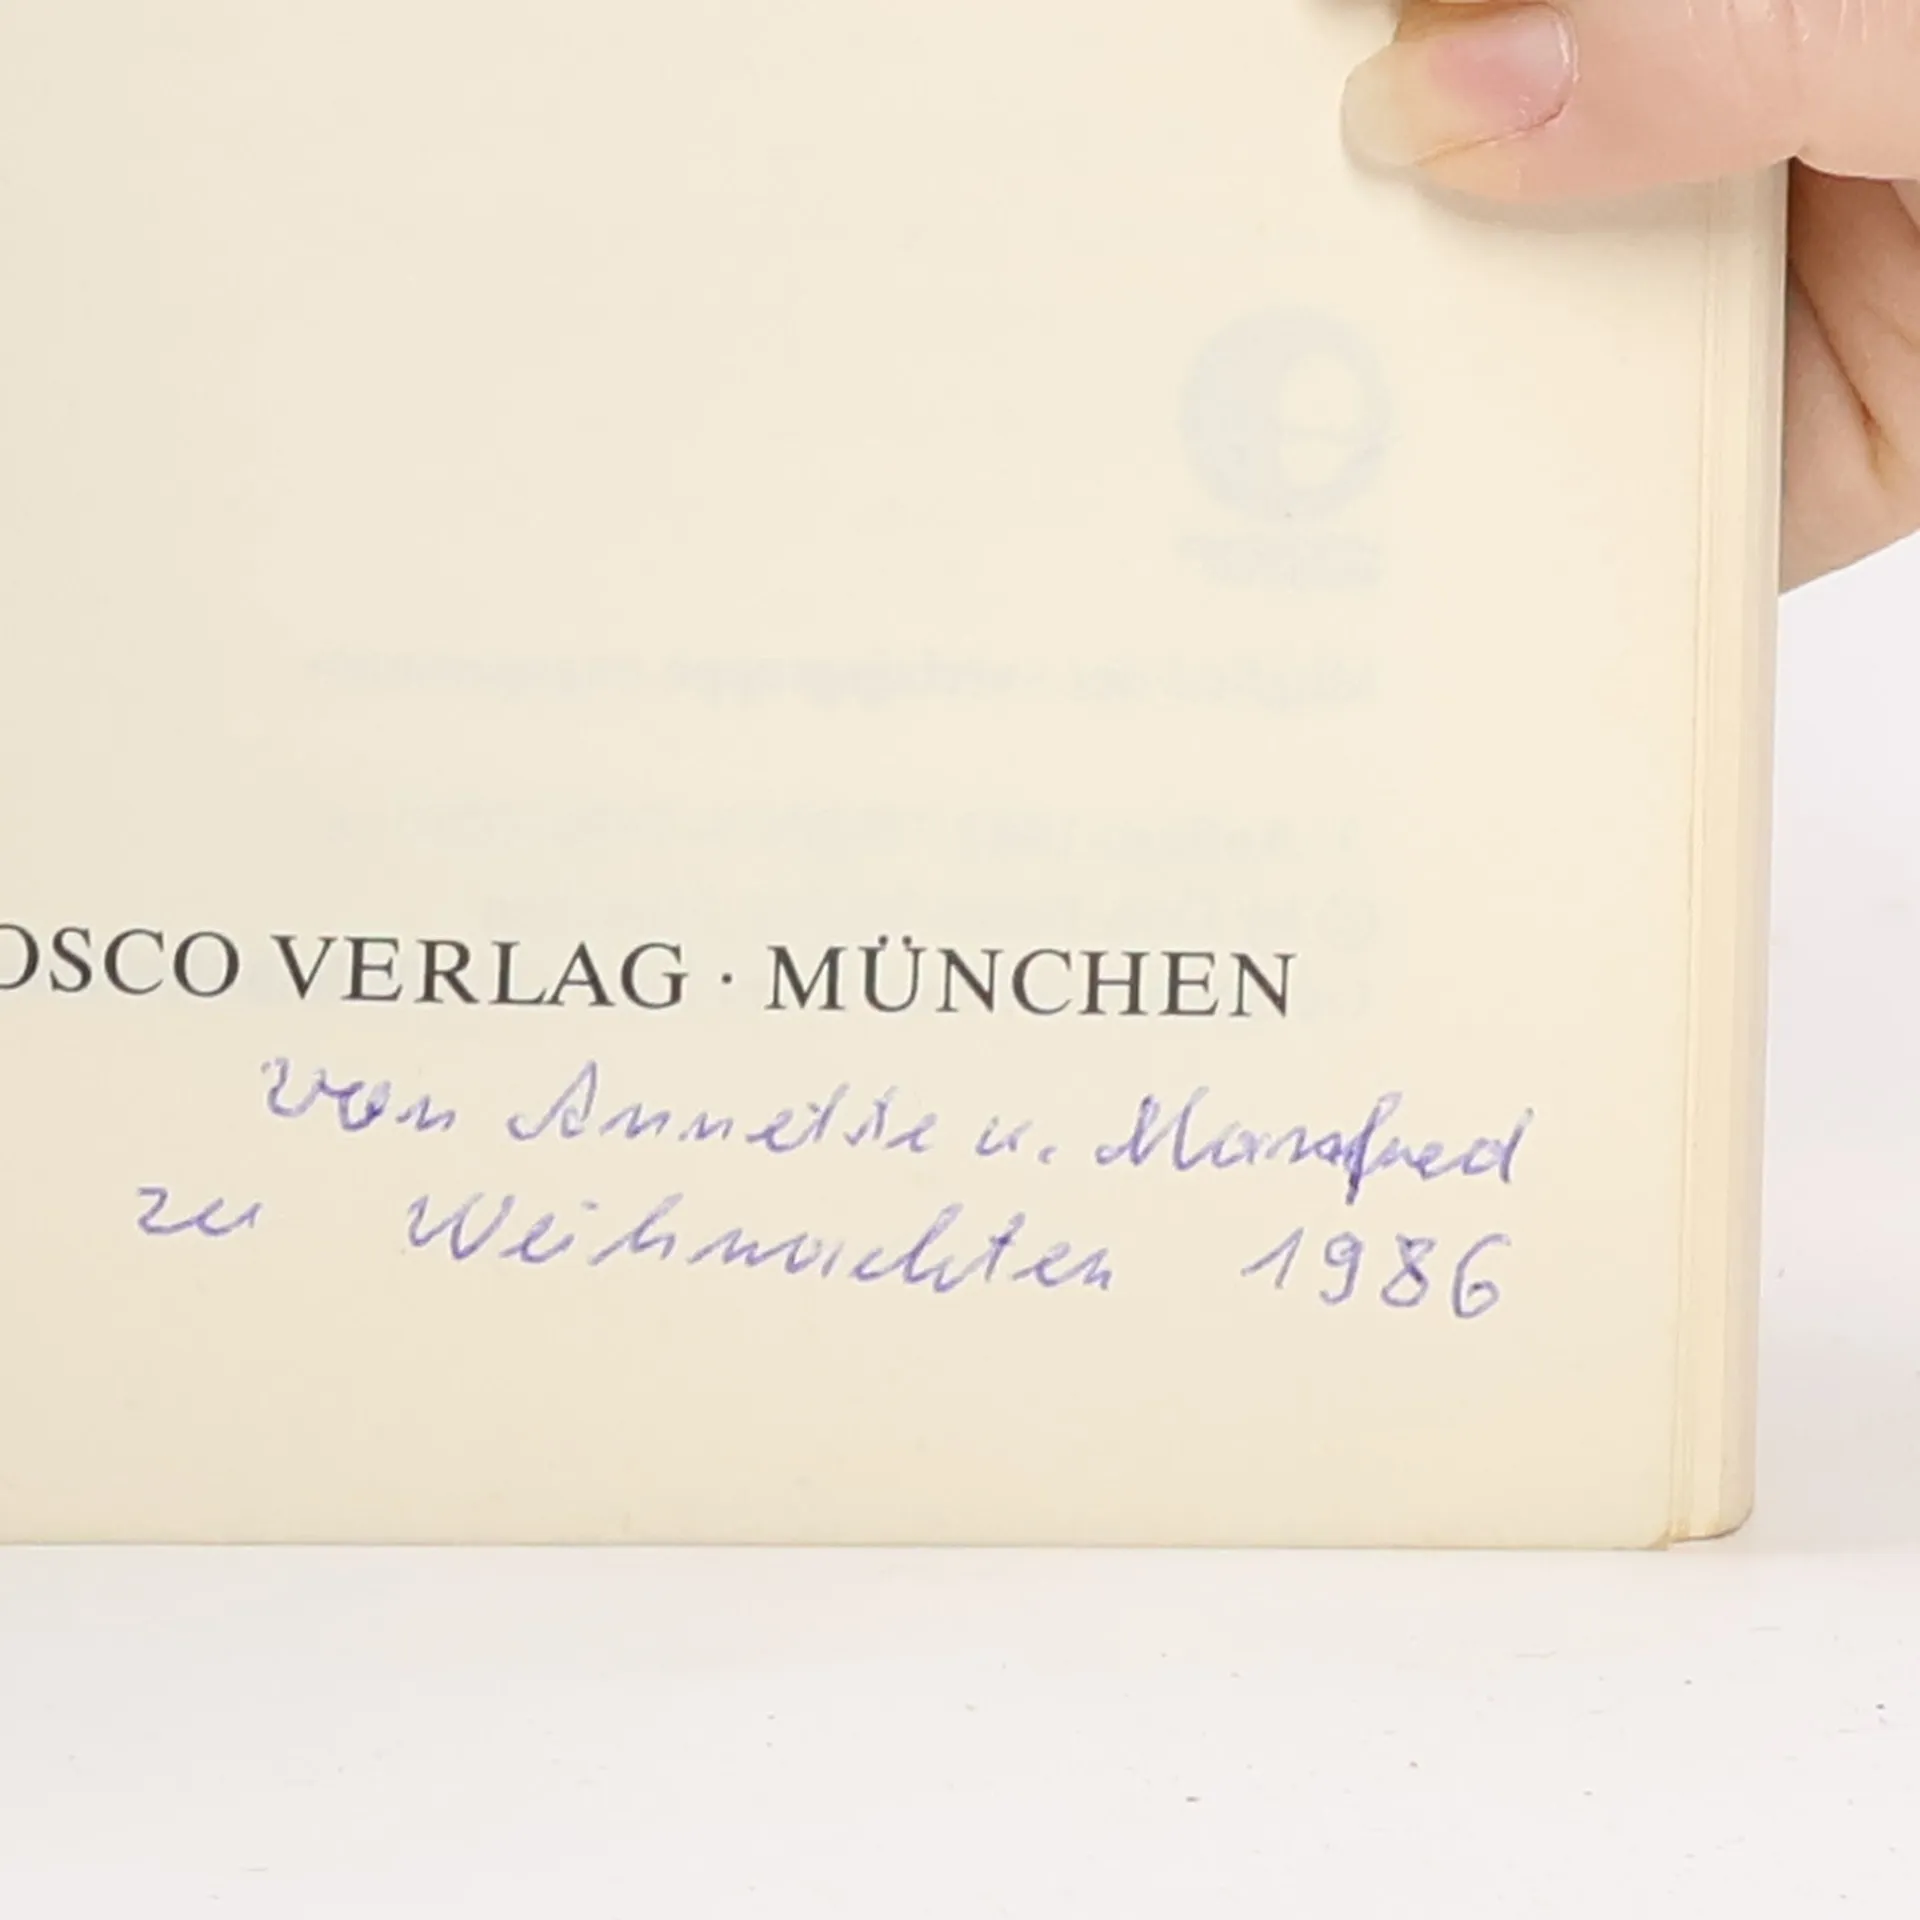 OSCO VERLAG · MÜNCHEN
von Annette u. Manfred
zu Weihnachten 1986